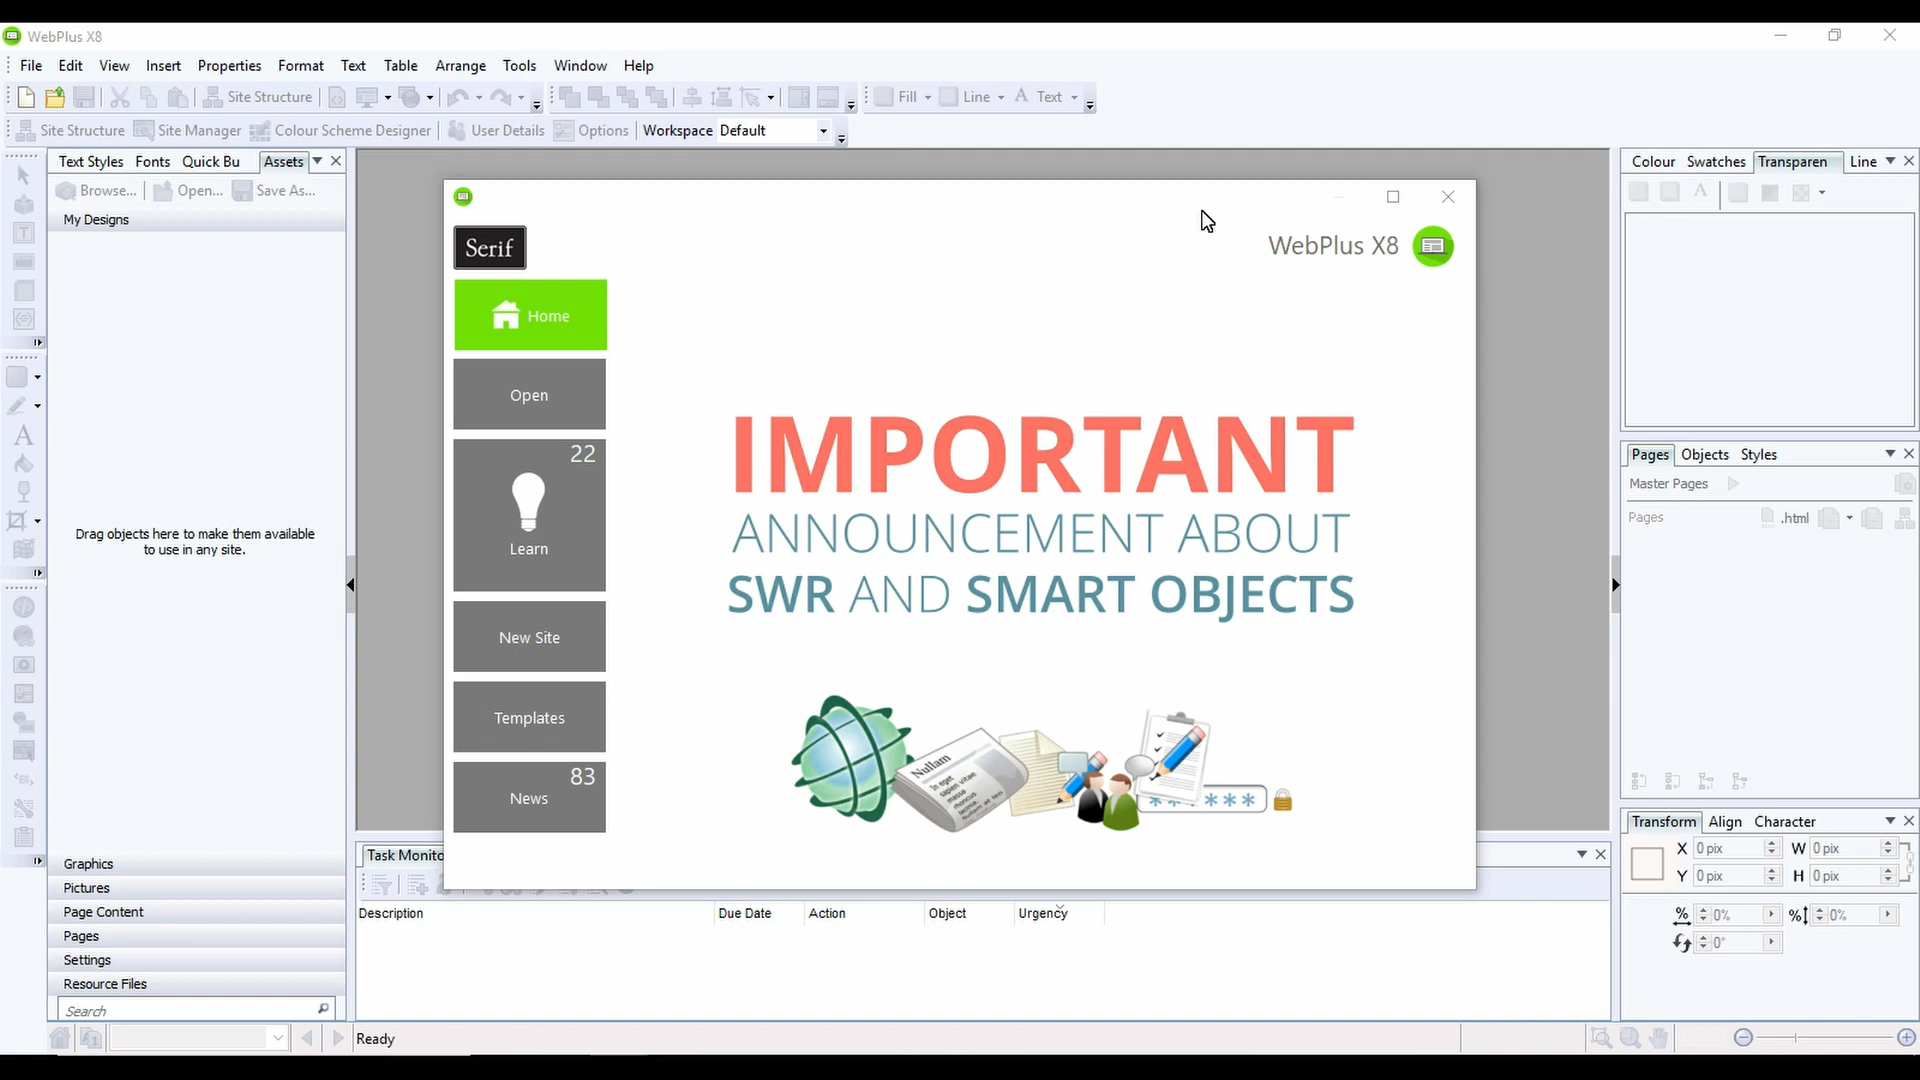 WebPlus X8
File Edit View Insert Properties Format Text Table Arrange Tools Window Help
Site Structure Fill Line A Text
Site Structure Site Manager Colour Scheme Designer User Details Options Workspace Default
Text Styles Fonts Quick Bu Assets
Browse... Open... Save As...
My Designs
Drag objects here to make them available
to use in any site.
Graphics
Pictures
Page Content
Pages
Settings
Resource Files
Search
Serif
WebPlus X8
Home
Open
22
Learn
New Site
Templates
83
News
IMPORTANT
ANNOUNCEMENT ABOUT
SWR AND SMART OBJECTS
Nullam
Task Monito
Description Due Date Action Object Urgency
Colour Swatches Transparen Line
Pages Objects Styles
Master Pages
Pages .html
Transform Align Character
X 0 pix W 0 pix
Y 0 pix H 0 pix
% 0% % 0%
0°
Ready